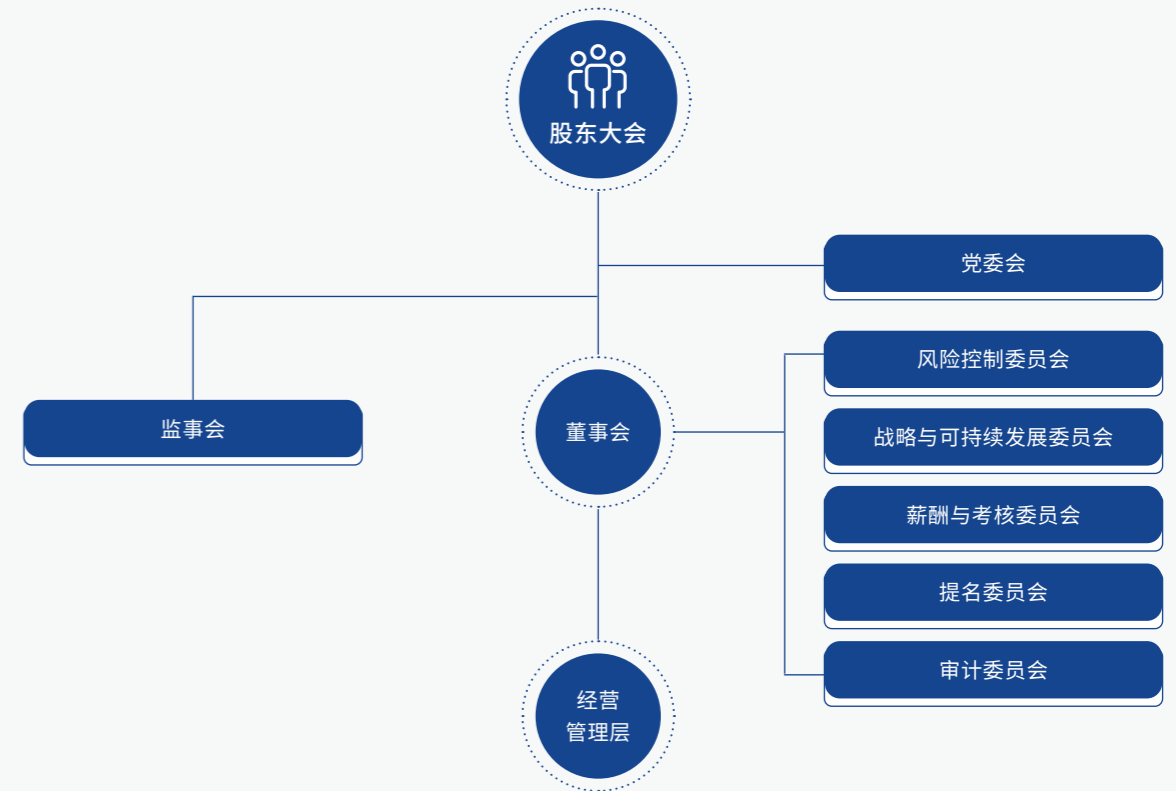 股东大会
党委会
风险控制委员会
监事会
董事会
战略与可持续发展委员会
薪酬与考核委员会
提名委员会
审计委员会
经营
管理层